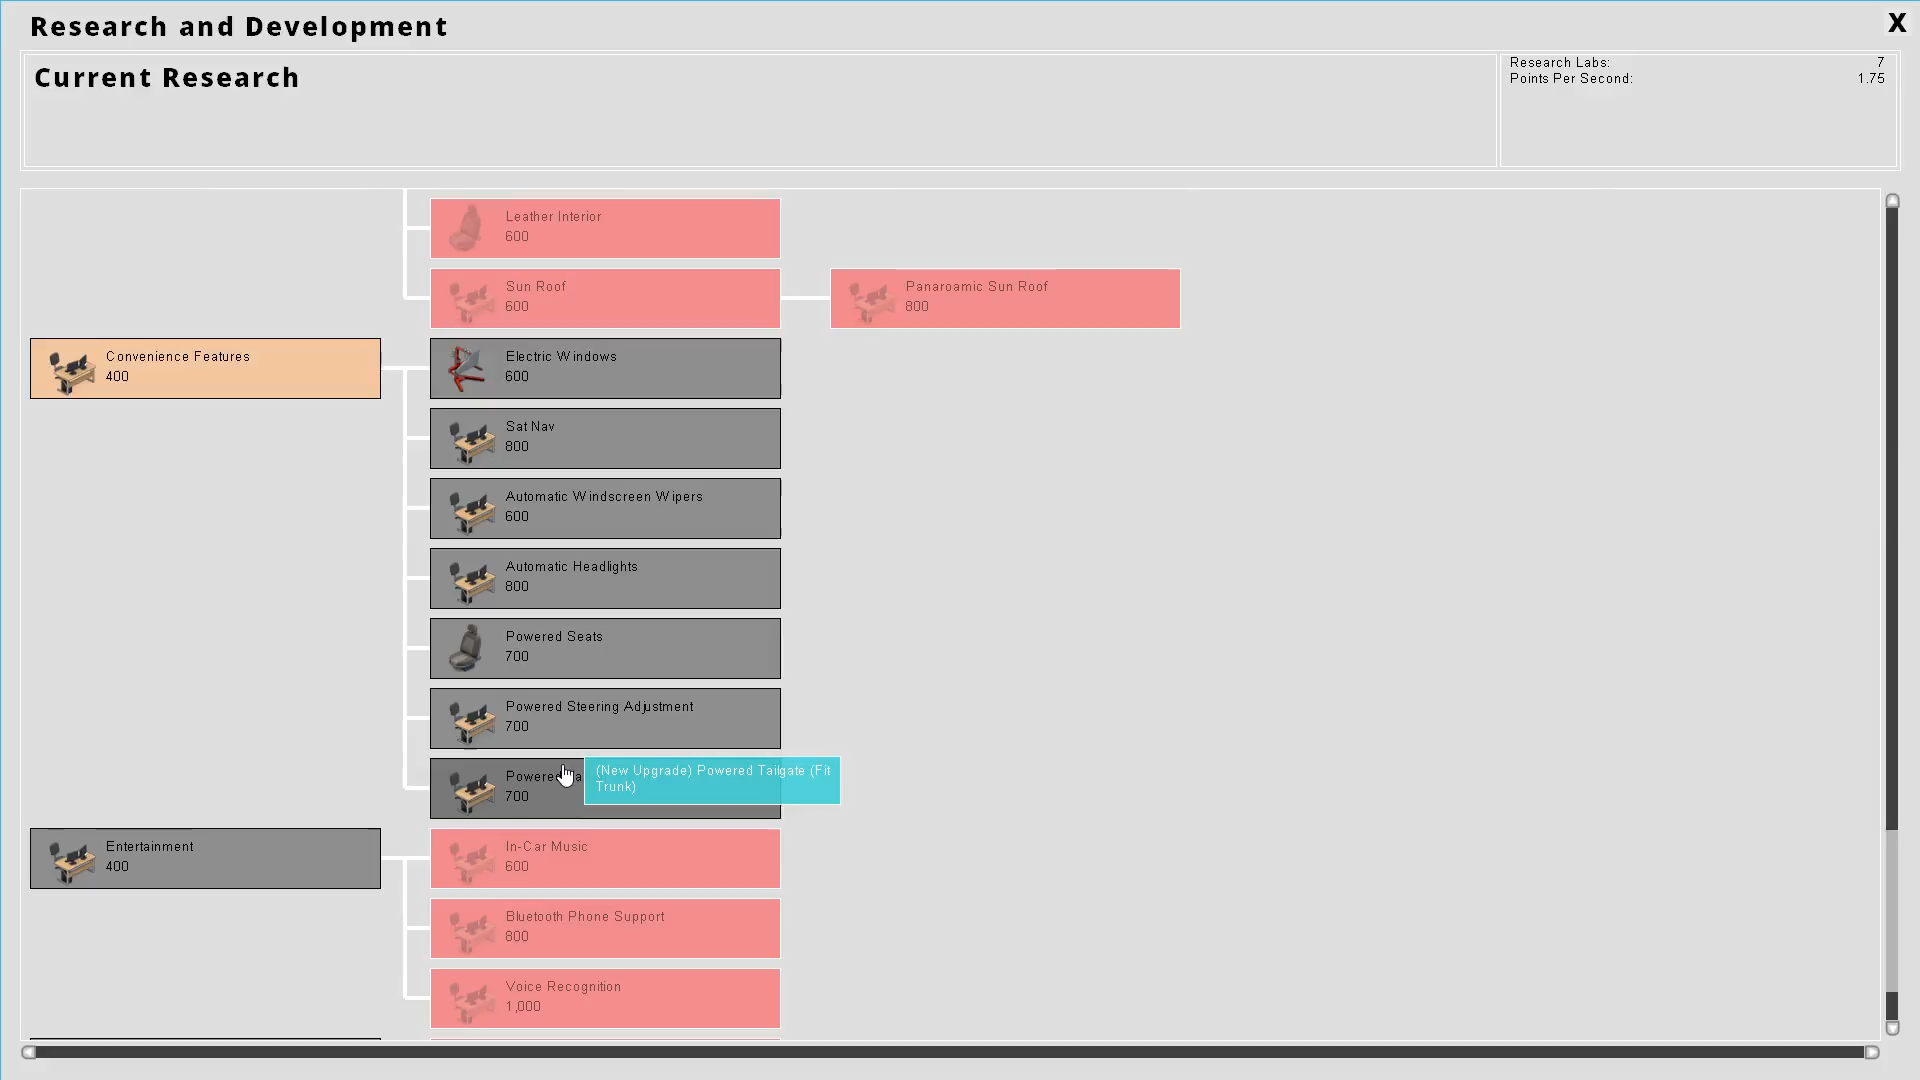 Research and Development
X
Current Research
Research Labs: 7
Points Per Second: 1.75
Leather Interior
600
Sun Roof
600
Panaroamic Sun Roof
800
Convenience Features
400
Electric Windows
600
Sat Nav
800
Automatic Windscreen Wipers
600
Automatic Headlights
800
Powered Seats
700
Powered Steering Adjustment
700
Powered
700
(New Upgrade) Powered Tailgate (Fit
Trunk)
Entertainment
400
In-Car Music
600
Bluetooth Phone Support
800
Voice Recognition
1,000